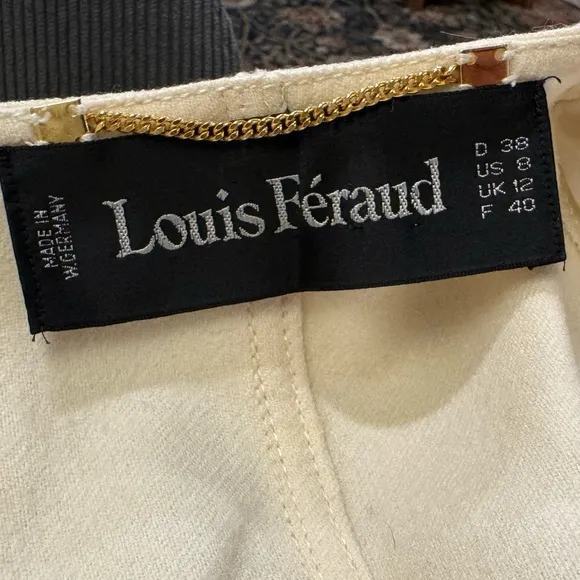 MADE IN
W.GERMANY
Louis Féraud
D 38
US 8
UK 12
F 40